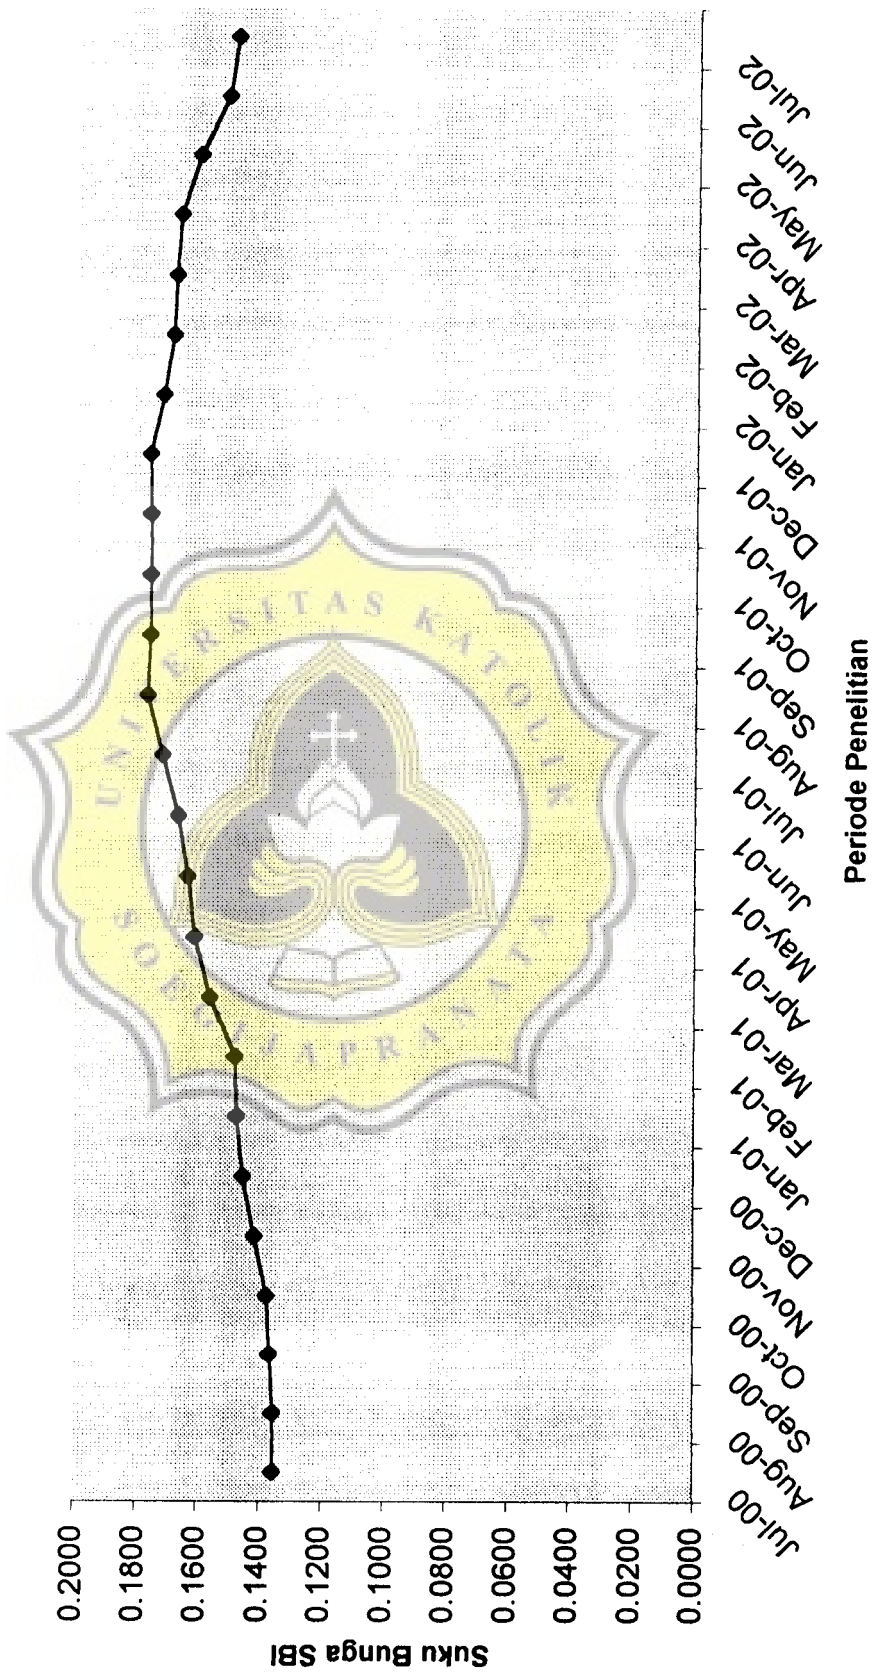 Suku Bunga SBI
0.2000
0.1800
0.1600
0.1400
0.1200
0.1000
0.0800
0.0600
0.0400
0.0200
0.0000
Jul-00
Aug-00
Sep-00
Oct-00
Nov-00
Dec-00
Jan-01
Feb-01
Mar-01
Apr-01
May-01
Jun-01
Jul-01
Aug-01
Sep-01
Oct-01
Nov-01
Dec-01
Jan-02
Feb-02
Mar-02
Apr-02
May-02
Jun-02
Jul-02
Periode Penelitian
UNIVERSITAS KATOLIK
SOEGIJAPRANATA